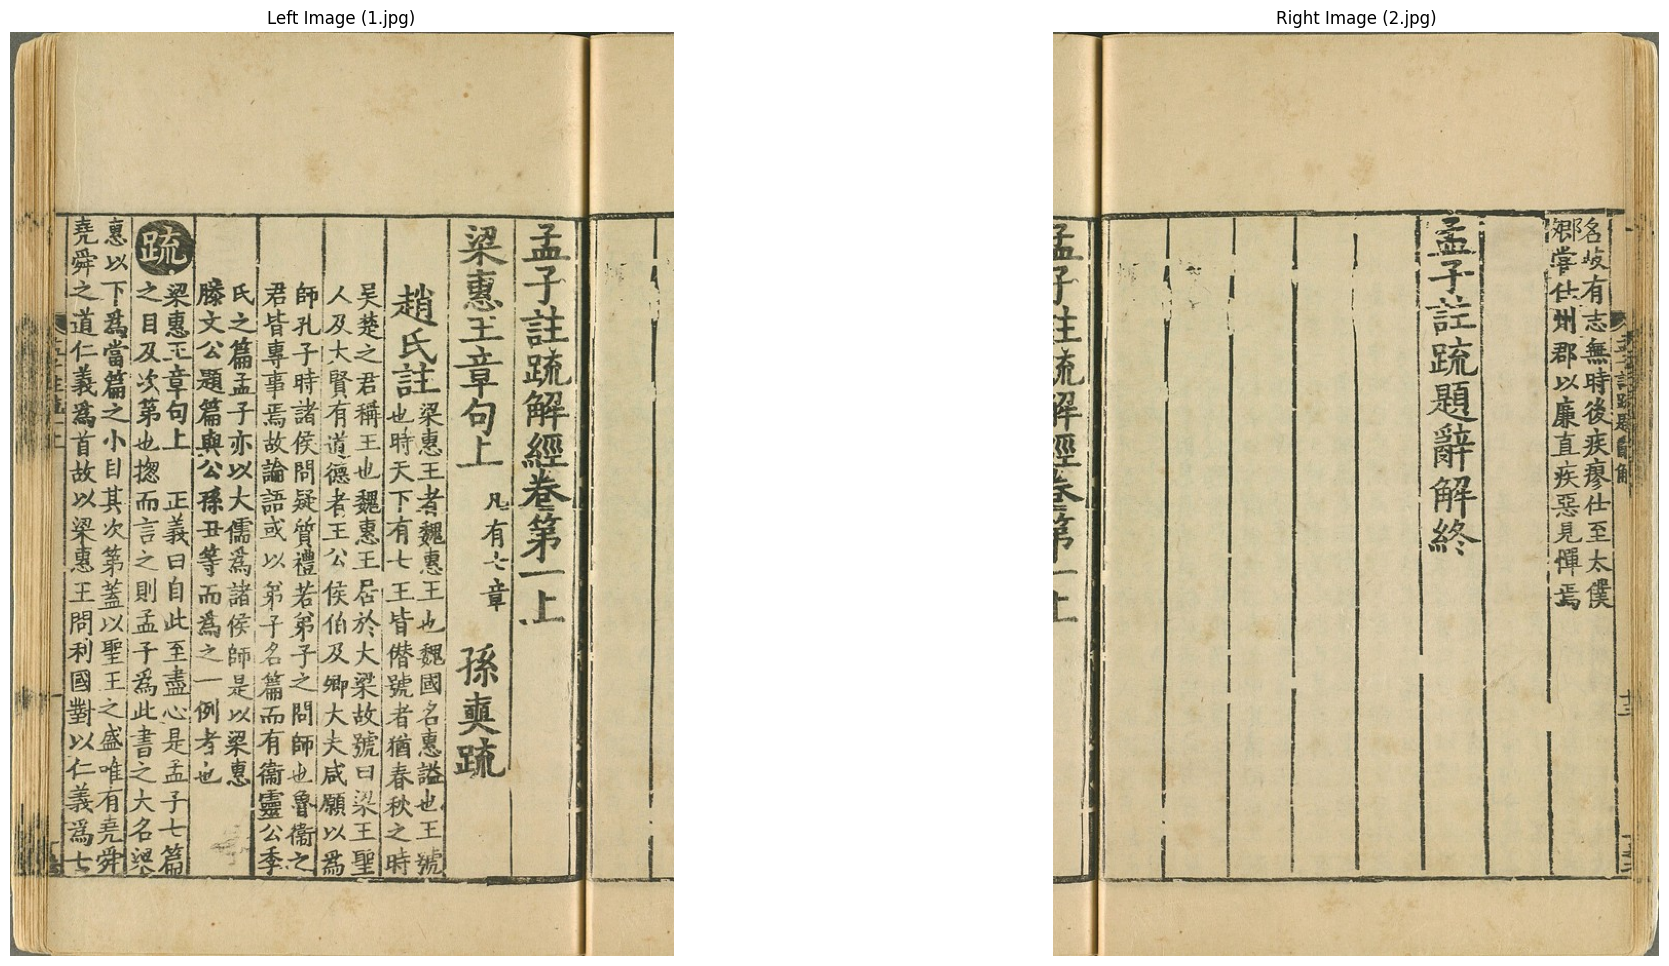 Left Image (1.jpg)
孟子註疏解經卷第一上
梁惠王章句上 凡有七章 孫奭疏
趙氏註 梁惠王者魏惠王也魏國名惠謚也王號
也時天下有七王皆僣號者猶春秋之時
吳楚之君稱王也魏惠王居於大梁故號曰梁王聖
人及大賢有道德者王公侯伯及卿大夫咸願以爲
師孔子時諸侯問疑質禮若弟子之問師也魯衞之
君皆專事焉故論語或以弟子名篇而有衞靈公季
氏之篇孟子亦以大儒爲諸侯師是以梁惠
滕文公題篇與公孫丑等而爲之一例者也
疏 梁惠王章句上 正義曰自此至盡心是孟子七篇
之目及次第也揔而言之則孟子爲此書之大名梁
惠以下爲當篇之小目其次第蓋以聖王之盛唯有堯舜
堯舜之道仁義爲首故以梁惠王問利國對以仁義爲七
Right Image (2.jpg)
名岐有志無時後疾瘳仕至太僕
卿嘗仕州郡以廉直疾惡見憚焉
孟子註疏題辭解終
孟子註疏解經卷第一上